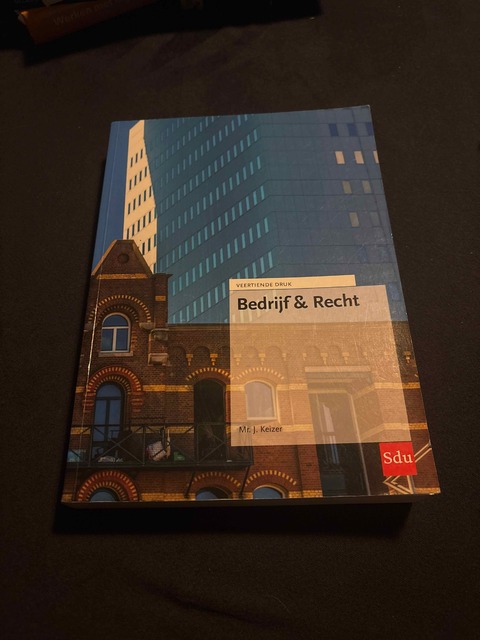 VEERTIENDE DRUK
Bedrijf & Recht
Mr. J. Keizer
Sdu